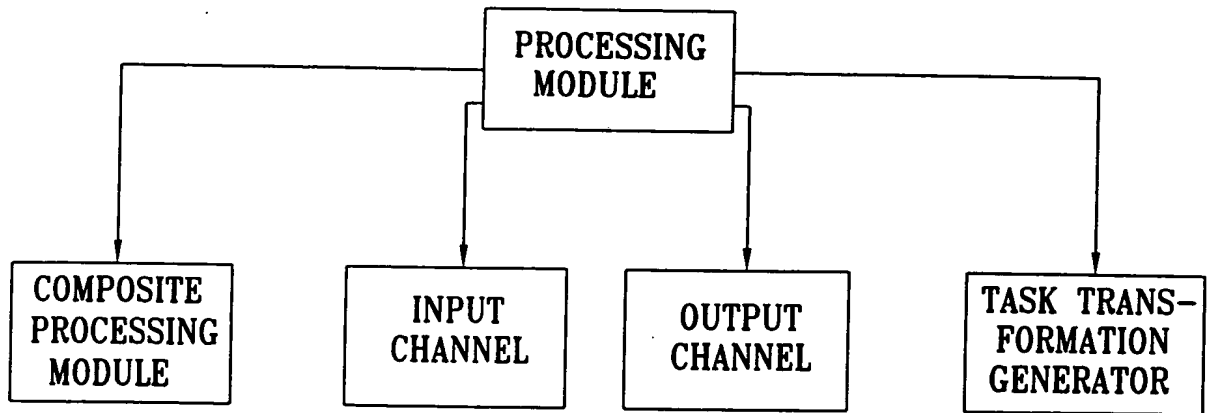 PROCESSING
MODULE
COMPOSITE
PROCESSING
MODULE
INPUT
CHANNEL
OUTPUT
CHANNEL
TASK TRANS-
FORMATION
GENERATOR